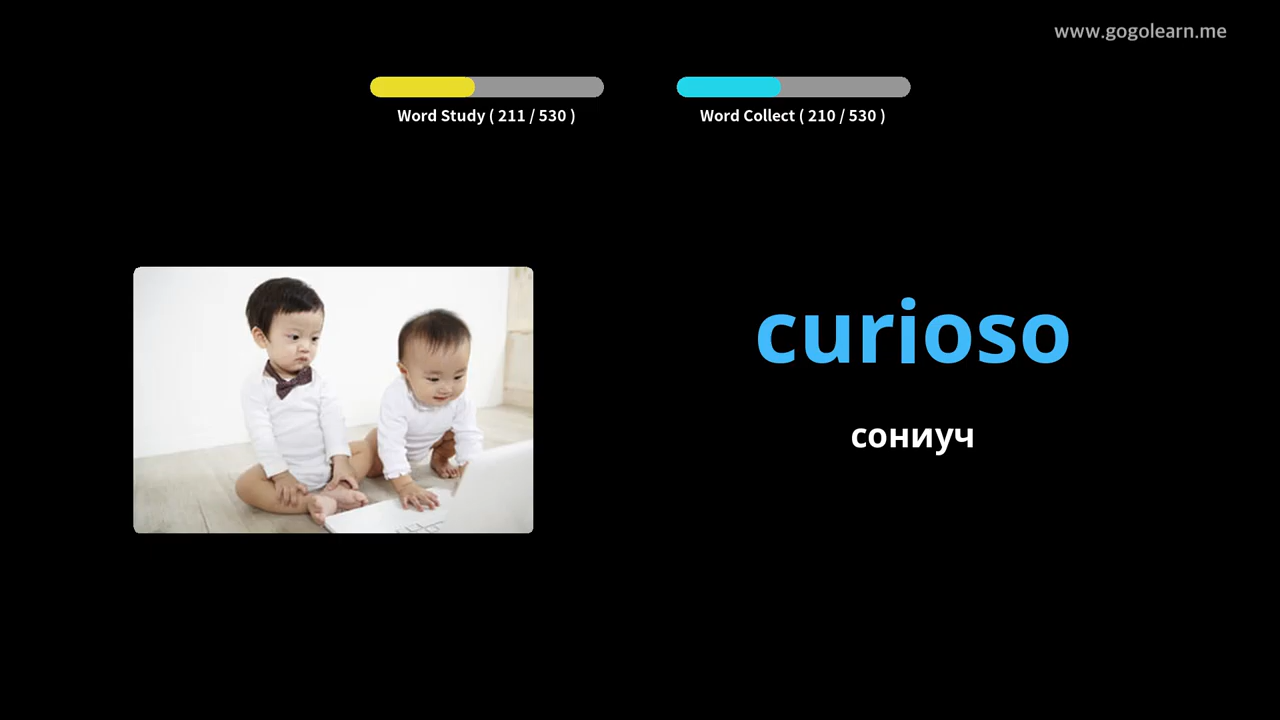 www.gogolearn.me
Word Study ( 211 / 530 )
Word Collect ( 210 / 530 )
curioso
сониуч